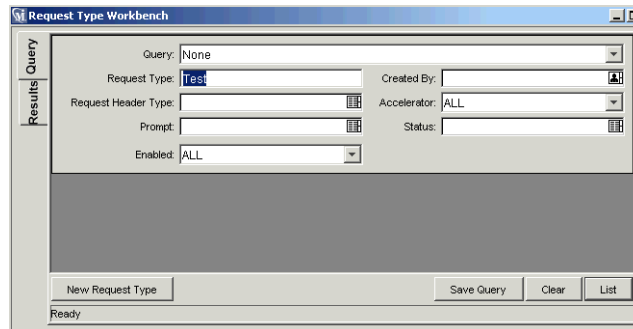 Request Type Workbench
Query
Results
Query: None
Request Type: Test Created By:
Request Header Type: Accelerator: ALL
Prompt: Status:
Enabled: ALL
New Request Type Save Query Clear List
Ready